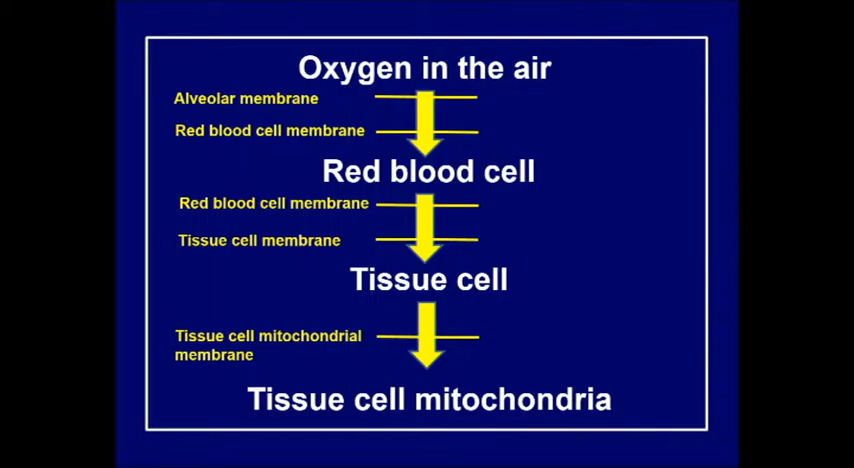 Oxygen in the air
Alveolar membrane
Red blood cell membrane
Red blood cell
Red blood cell membrane
Tissue cell membrane
Tissue cell
Tissue cell mitochondrial
membrane
Tissue cell mitochondria